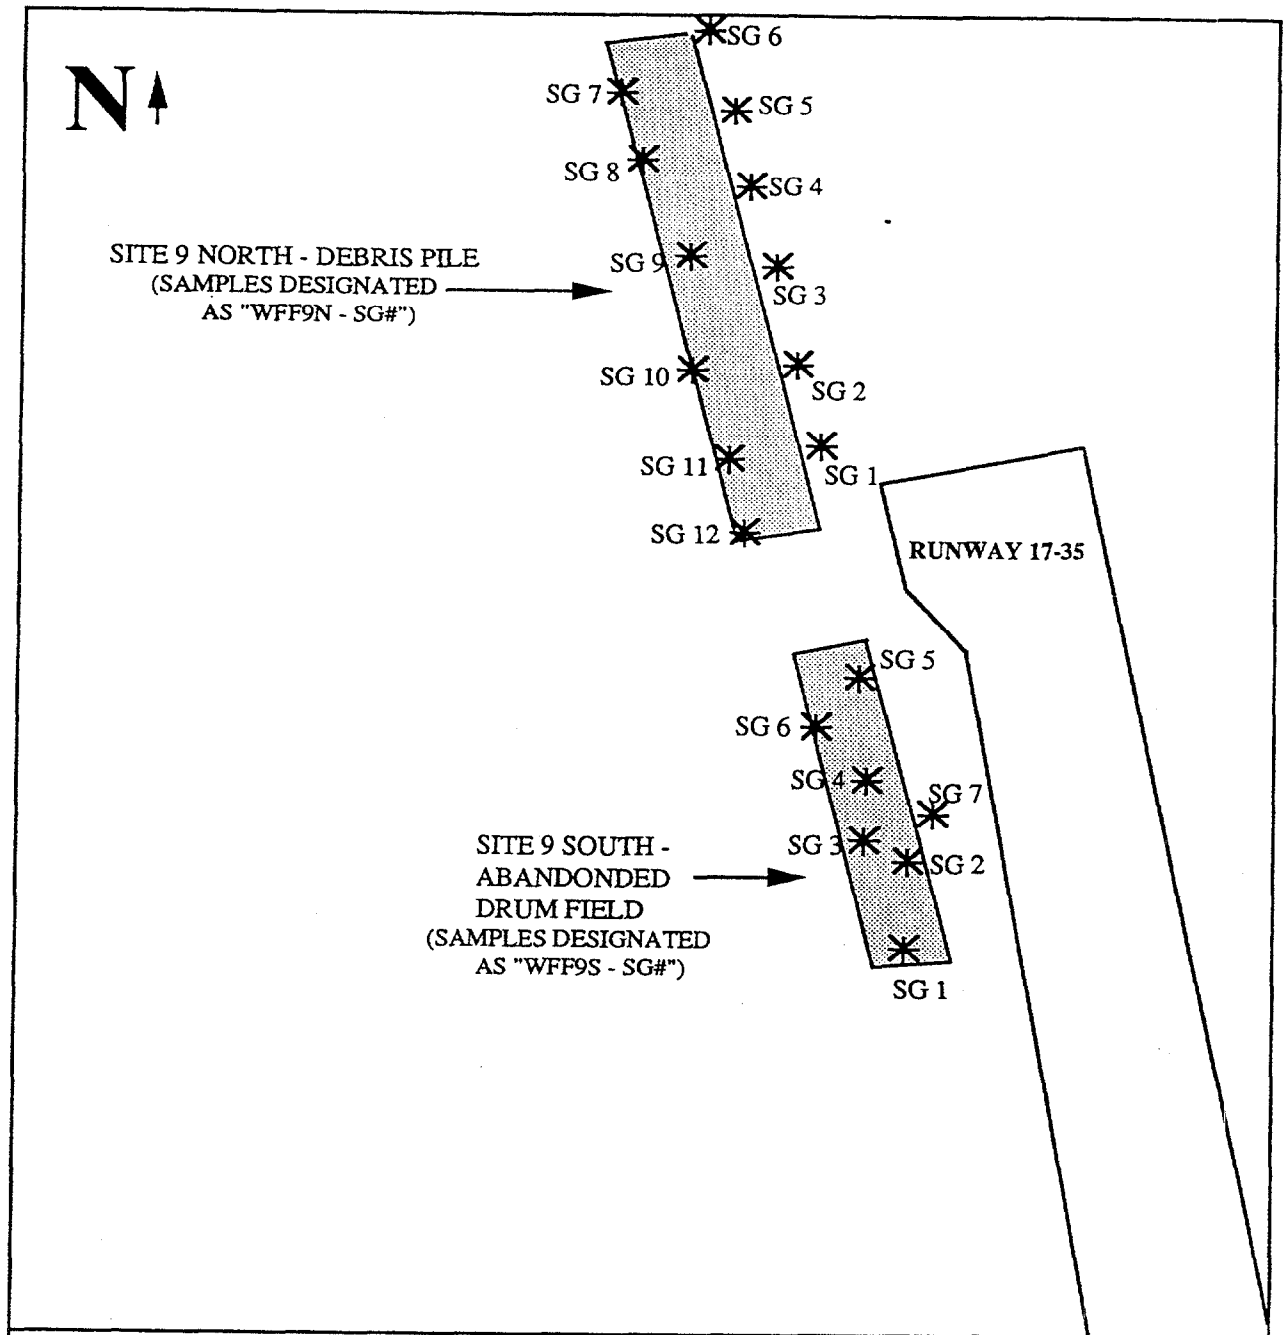 N
SG 6
SG 7
SG 5
SG 8
SG 4
SITE 9 NORTH - DEBRIS PILE
(SAMPLES DESIGNATED
AS "WFF9N - SG#")
SG 9
SG 3
SG 10
SG 2
SG 11
SG 1
SG 12
RUNWAY 17-35
SG 5
SG 6
SG 4
SG 7
SG 3
SG 2
SITE 9 SOUTH -
ABANDONDED
DRUM FIELD
(SAMPLES DESIGNATED
AS "WFF9S - SG#")
SG 1